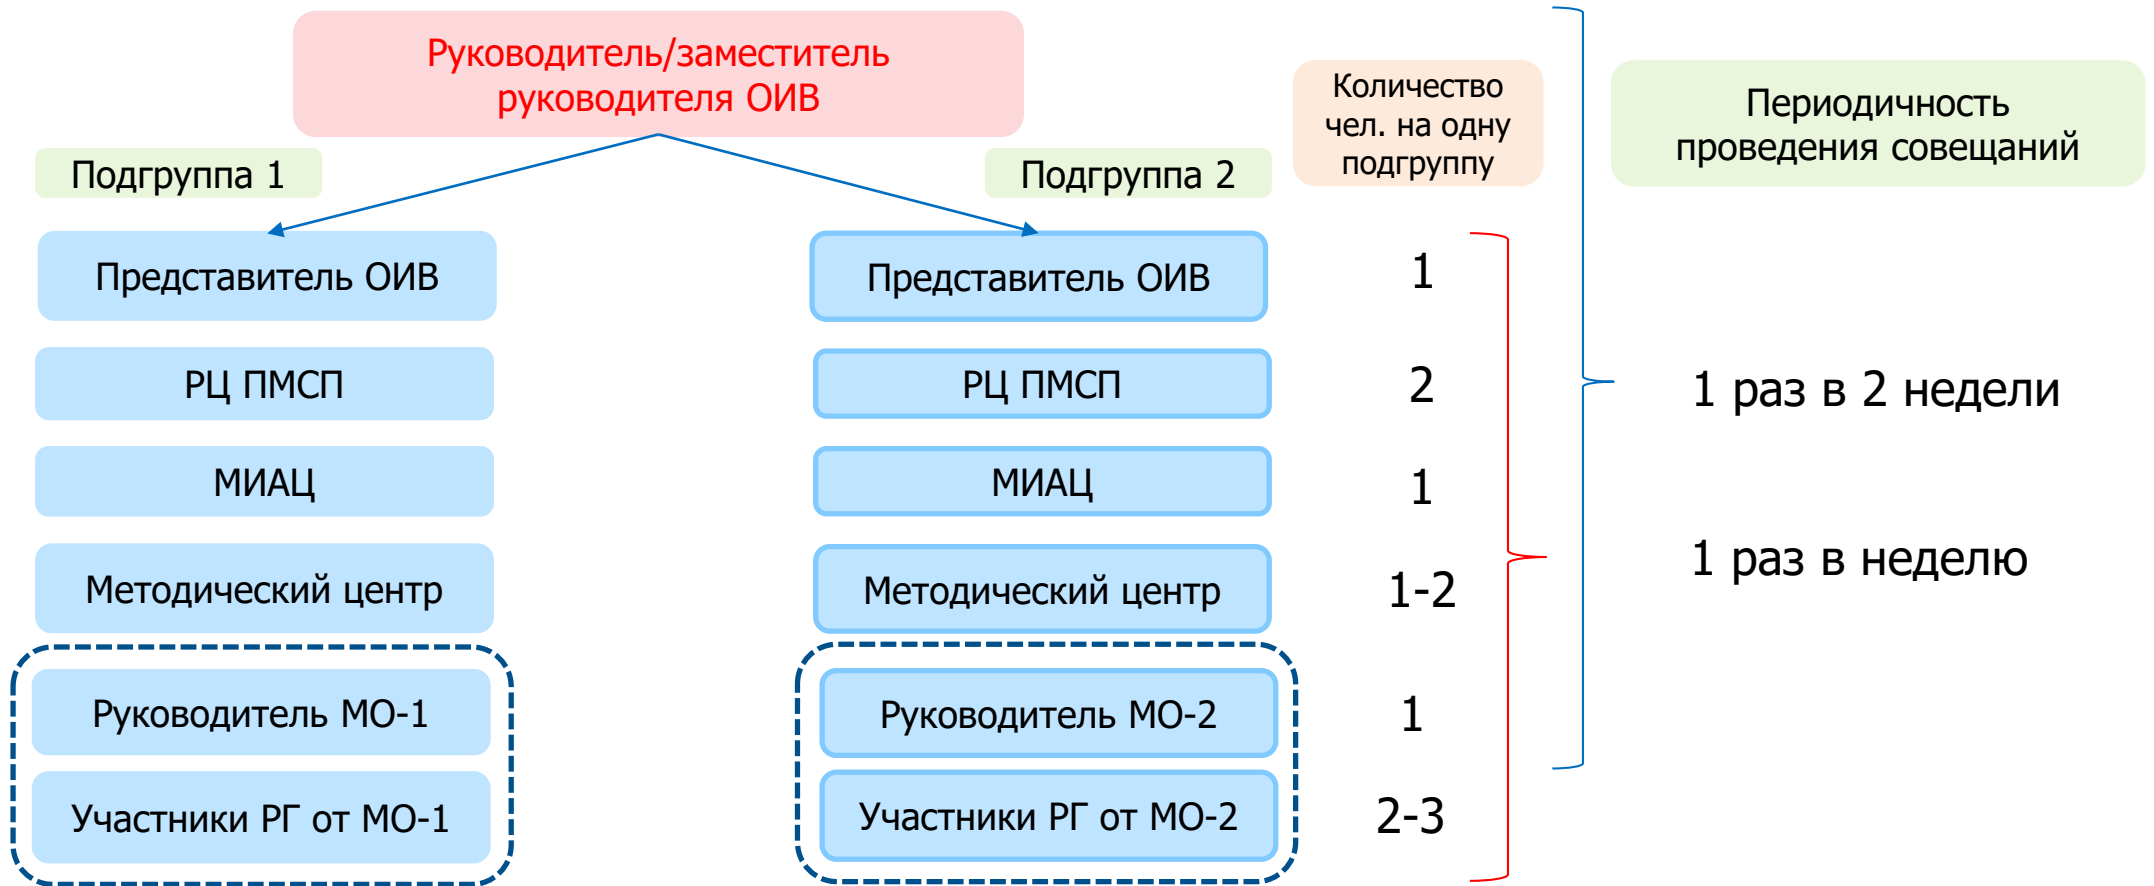 Руководитель/заместитель
руководителя ОИВ
Количество
чел. на одну
подгруппу
Периодичность
проведения совещаний
Подгруппа 1
Подгруппа 2
Представитель ОИВ
Представитель ОИВ
1
РЦ ПМСП
РЦ ПМСП
2
1 раз в 2 недели
МИАЦ
МИАЦ
1
1 раз в неделю
Методический центр
Методический центр
1-2
Руководитель МО-1
Руководитель МО-2
1
Участники РГ от МО-1
Участники РГ от МО-2
2-3